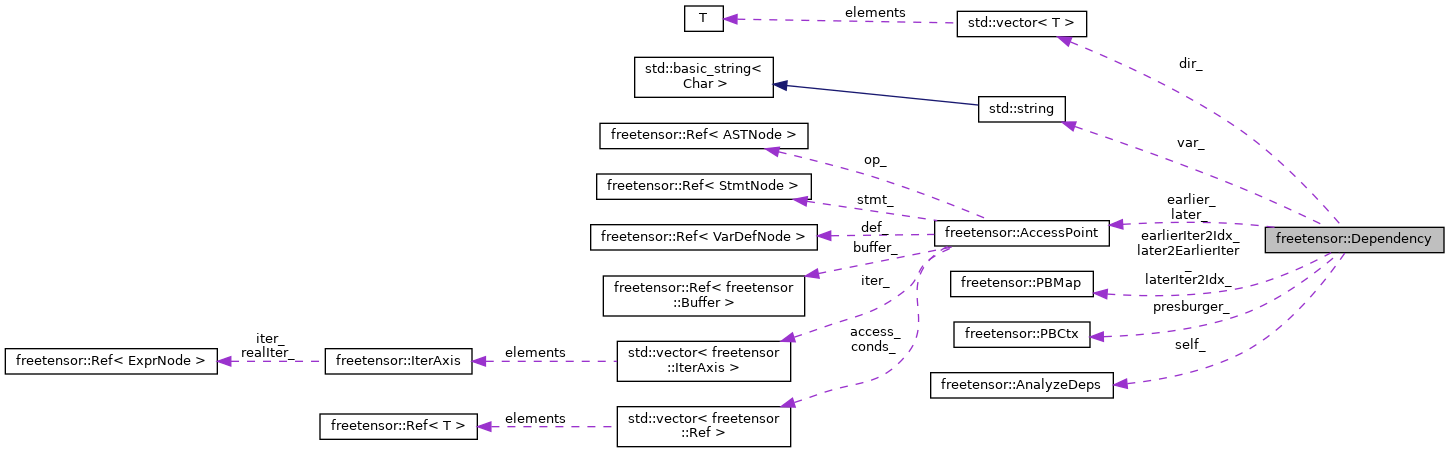 T
elements
std::vector< T >
dir_
std::basic_string<
Char >
std::string
var_
freetensor::Ref< ASTNode >
op_
freetensor::Ref< StmtNode >
stmt_
freetensor::Ref< VarDefNode >
def_
freetensor::AccessPoint
earlier_
later_
freetensor::Dependency
buffer_
freetensor::Ref< freetensor
::Buffer >
earlierIter2Idx_
later2EarlierIter
_
laterIter2Idx_
freetensor::PBMap
iter_
presburger_
freetensor::PBCtx
access_
conds_
self_
freetensor::AnalyzeDeps
freetensor::Ref< ExprNode >
iter_
realIter_
freetensor::IterAxis
elements
std::vector< freetensor
::IterAxis >
freetensor::Ref< T >
elements
std::vector< freetensor
::Ref >